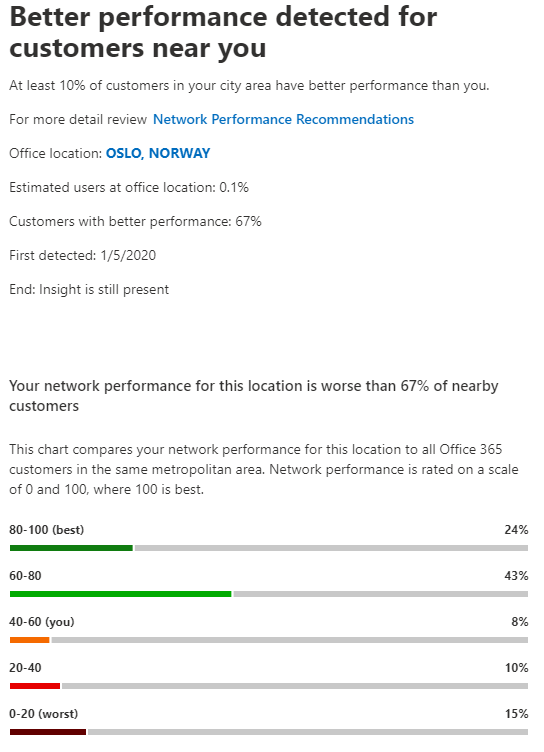 Better performance detected for
customers near you
At least 10% of customers in your city area have better performance than you.
For more detail review Network Performance Recommendations
Office location: OSLO, NORWAY
Estimated users at office location: 0.1%
Customers with better performance: 67%
First detected: 1/5/2020
End: Insight is still present
Your network performance for this location is worse than 67% of nearby
customers
This chart compares your network performance for this location to all Office 365
customers in the same metropolitan area. Network performance is rated on a scale
of 0 and 100, where 100 is best.
80-100 (best) 24%
60-80 43%
40-60 (you) 8%
20-40 10%
0-20 (worst) 15%